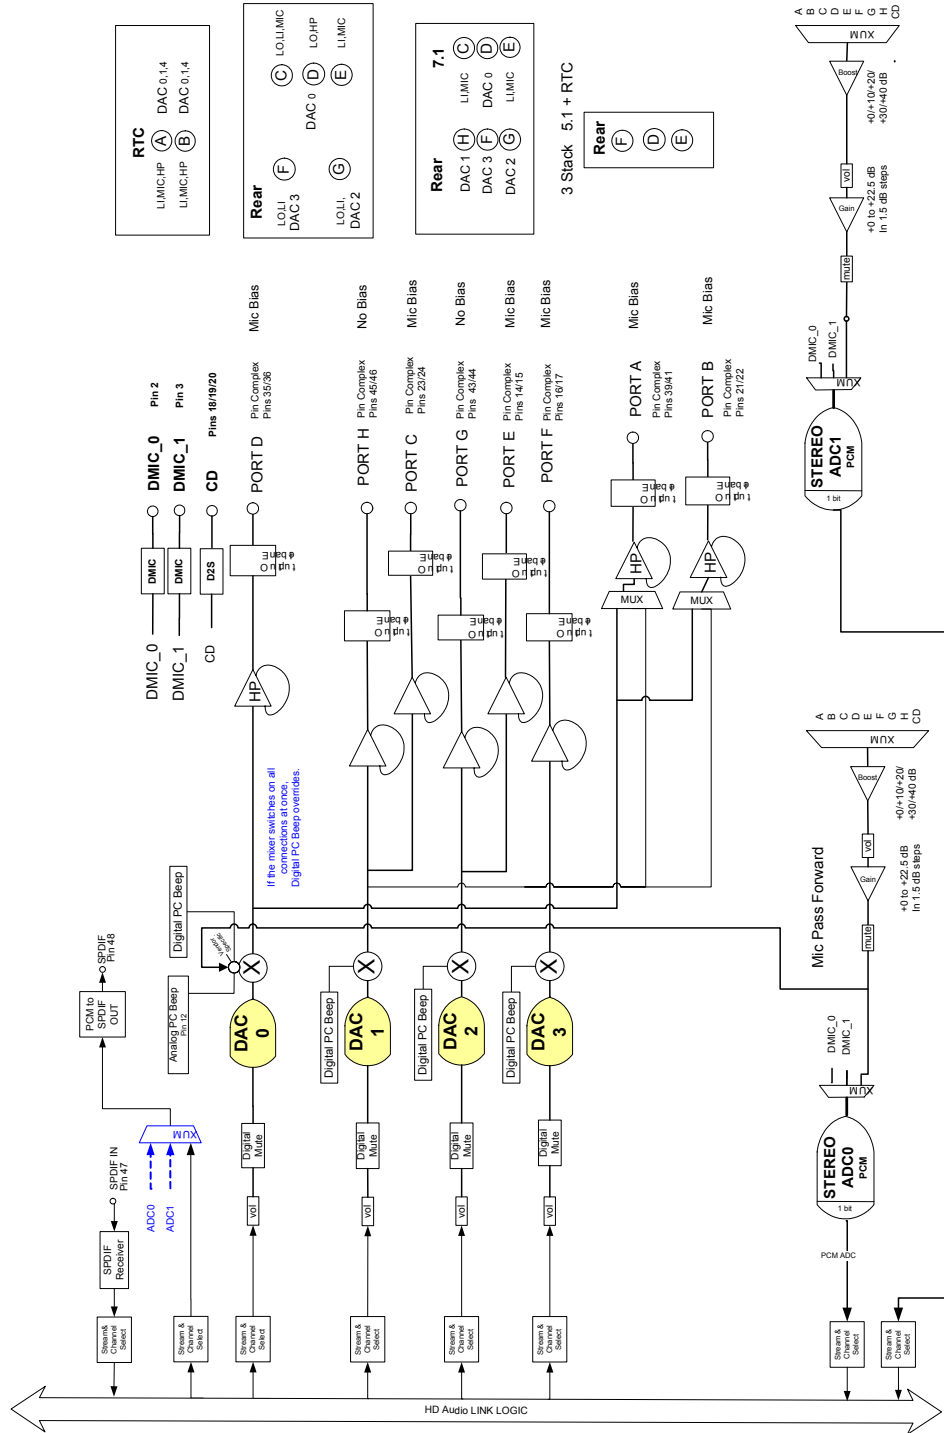 RTC
LI,MIC,HP
A
DAC 0,1,4
LI,MIC,HP
B
DAC 0,1,4
Rear
LO,LI
DAC 3
F
LO,LI,
DAC 2
G
C
LO,LI,MIC
DAC 0
D
LO,HP
E
LI,MIC
Rear
7.1
DAC 1
H
LI,MIC
C
DAC 3
F
DAC 0
D
DAC 2
G
LI,MIC
E
3 Stack 5.1 + RTC
Rear
F
D
E
DMIC_0
DMIC
DMIC_0
Pin 2
DMIC_1
DMIC
DMIC_1
Pin 3
CD
D2S
CD
Pins 18/19/20
HP
PORT D
Pin Complex
Pins 35/36
Mic Bias
PORT H
Pin Complex
Pins 45/46
No Bias
PORT C
Pin Complex
Pins 23/24
Mic Bias
PORT G
Pin Complex
Pins 43/44
No Bias
PORT E
Pin Complex
Pins 14/15
Mic Bias
PORT F
Pin Complex
Pins 16/17
Mic Bias
MUX
HP
PORT A
Pin Complex
Pins 39/41
Mic Bias
MUX
HP
PORT B
Pin Complex
Pins 21/22
Mic Bias
If the mixer switches on all
connections at once,
Digital PC Beep overrides.
SPDIF IN
Pin 47
SPDIF
Receiver
Stream&
Channel
Select
ADC0
ADC1
MUX
PCM to
SPDIF
OUT
SPDIF
Pin 48
Stream &
Channel
Select
Analog PC Beep
Pin 12
Digital PC Beep
Vendor
Specific
Stream &
Channel
Select
vol
Digital
Mute
DAC
0
X
Stream &
Channel
Select
vol
Digital
Mute
DAC
1
Digital PC Beep
X
Stream &
Channel
Select
vol
Digital
Mute
DAC
2
Digital PC Beep
X
Stream &
Channel
Select
vol
Digital
Mute
DAC
3
Digital PC Beep
X
Mic Pass Forward
Stream &
Channel
Select
PCM ADC
1 bit
STEREO
ADC0
PCM
MUX
DMIC_0
DMIC_1
mute
Gain
+0 to +22.5 dB
In 1.5 dB steps
vol
Boost
+0/+10/+20/
+30/+40 dB
MUX
A
B
C
D
E
F
G
H
CD
Stream &
Channel
Select
1 bit
STEREO
ADC1
PCM
MUX
DMIC_0
DMIC_1
mute
Gain
+0 to +22.5 dB
In 1.5 dB steps
vol
Boost
+0/+10/+20/
+30/+40 dB
MUX
A
B
C
D
E
F
G
H
CD
HD Audio LINK LOGIC